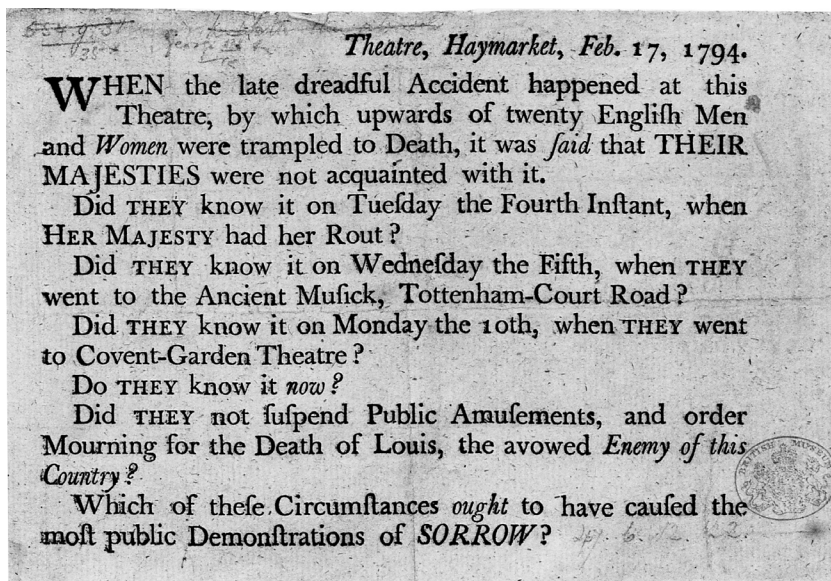 Theatre, Haymarket, Feb. 17, 1794.
WHEN the late dreadful Accident happened at this
Theatre, by which upwards of twenty Engliſh Men
and Women were trampled to Death, it was ſaid that THEIR
MAJESTIES were not acquainted with it.
Did THEY know it on Tueſday the Fourth Inſtant, when
HER MAJESTY had her Rout?
Did THEY know it on Wedneſday the Fifth, when THEY
went to the Ancient Muſick, Tottenham-Court Road?
Did THEY know it on Monday the 10th, when THEY went
to Covent-Garden Theatre?
Do THEY know it now?
Did THEY not ſuſpend Public Amuſements, and order
Mourning for the Death of Louis, the avowed Enemy of this
Country?
Which of theſe Circumſtances ought to have cauſed the
moſt public Demonſtrations of SORROW?
BRITISH MUSEUM